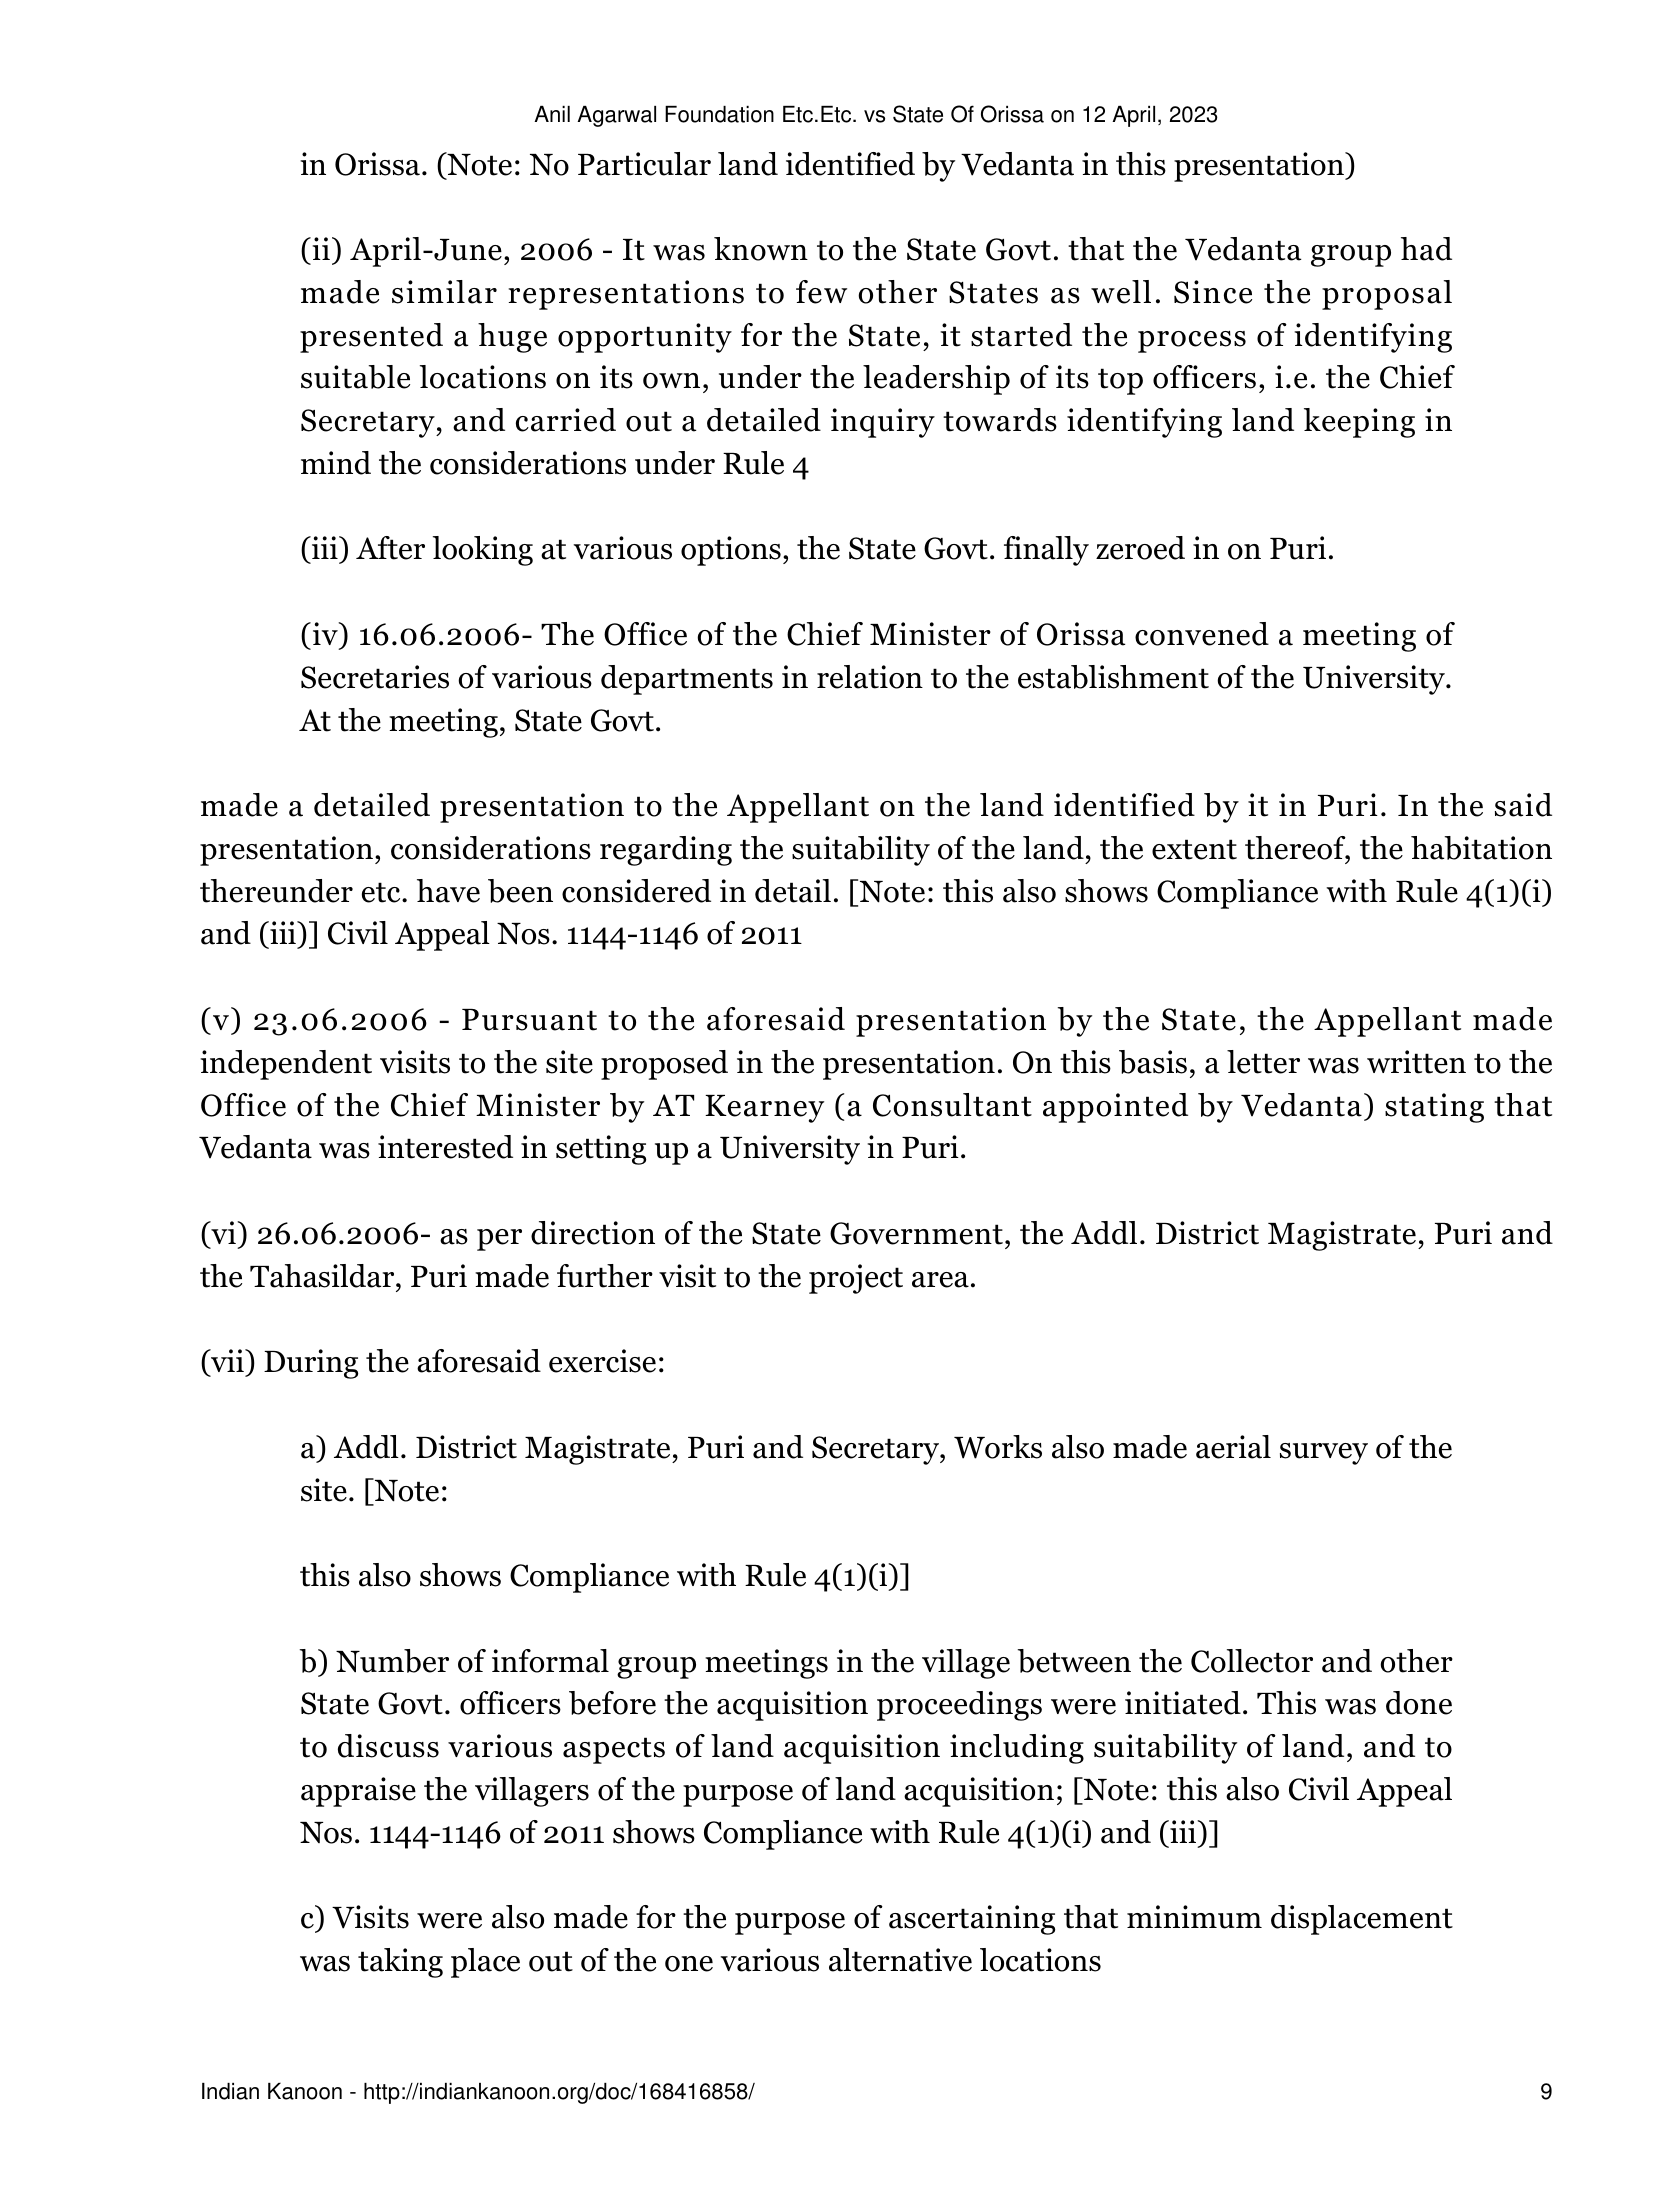 Anil Agarwal Foundation Etc.Etc. vs State Of Orissa on 12 April, 2023
in Orissa. (Note: No Particular land identified by Vedanta in this presentation)
(ii) April-June, 2006 - It was known to the State Govt. that the Vedanta group had
made similar representations to few other States as well. Since the proposal
presented a huge opportunity for the State, it started the process of identifying
suitable locations on its own, under the leadership of its top officers, i.e. the Chief
Secretary, and carried out a detailed inquiry towards identifying land keeping in
mind the considerations under Rule 4
(iii) After looking at various options, the State Govt. finally zeroed in on Puri.
(iv) 16.06.2006- The Office of the Chief Minister of Orissa convened a meeting of
Secretaries of various departments in relation to the establishment of the University.
At the meeting, State Govt.
made a detailed presentation to the Appellant on the land identified by it in Puri. In the said
presentation, considerations regarding the suitability of the land, the extent thereof, the habitation
thereunder etc. have been considered in detail. [Note: this also shows Compliance with Rule 4(1)(i)
and (iii)] Civil Appeal Nos. 1144-1146 of 2011
(v) 23.06.2006 - Pursuant to the aforesaid presentation by the State, the Appellant made
independent visits to the site proposed in the presentation. On this basis, a letter was written to the
Office of the Chief Minister by AT Kearney (a Consultant appointed by Vedanta) stating that
Vedanta was interested in setting up a University in Puri.
(vi) 26.06.2006- as per direction of the State Government, the Addl. District Magistrate, Puri and
the Tahasildar, Puri made further visit to the project area.
(vii) During the aforesaid exercise:
a) Addl. District Magistrate, Puri and Secretary, Works also made aerial survey of the
site. [Note:
this also shows Compliance with Rule 4(1)(i)]
b) Number of informal group meetings in the village between the Collector and other
State Govt. officers before the acquisition proceedings were initiated. This was done
to discuss various aspects of land acquisition including suitability of land, and to
appraise the villagers of the purpose of land acquisition; [Note: this also Civil Appeal
Nos. 1144-1146 of 2011 shows Compliance with Rule 4(1)(i) and (iii)]
c) Visits were also made for the purpose of ascertaining that minimum displacement
was taking place out of the one various alternative locations
Indian Kanoon - http://indiankanoon.org/doc/168416858/ 9